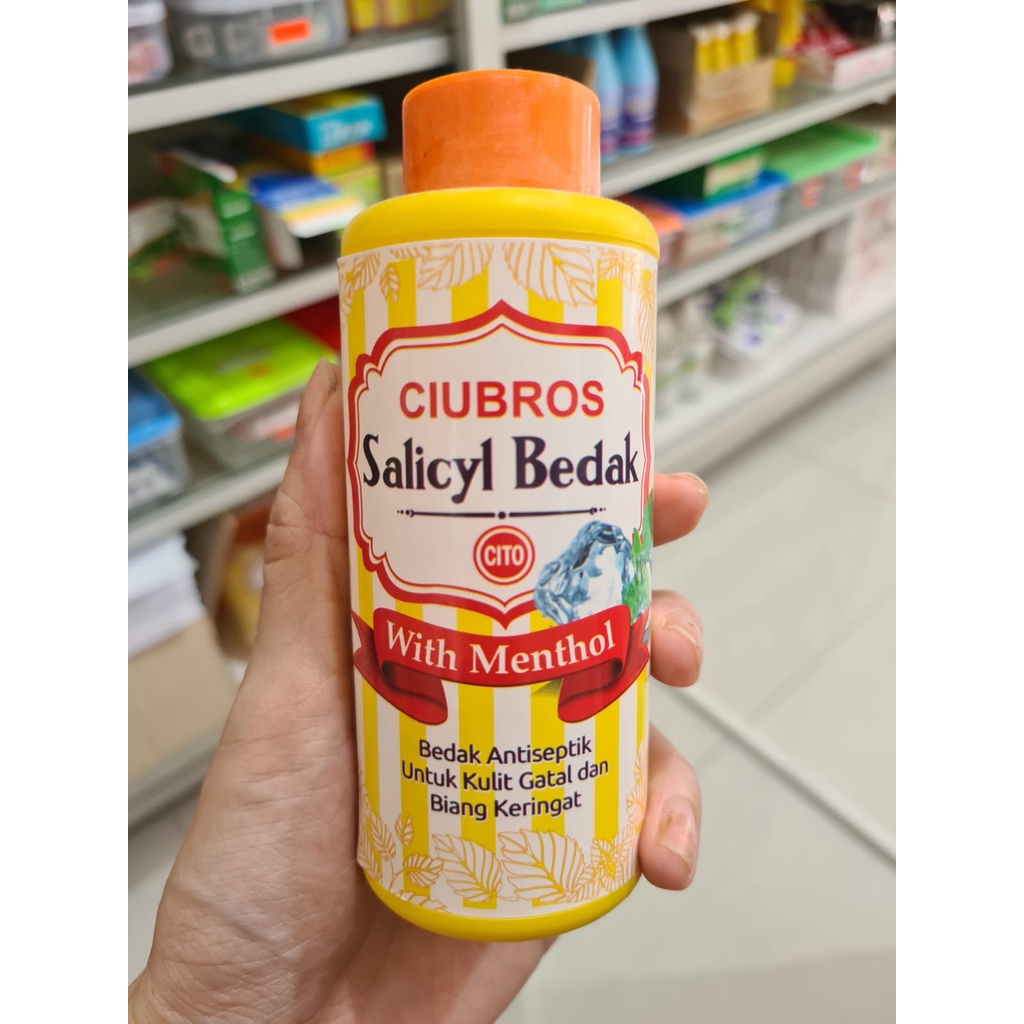 CIUBROS
Salicyl Bedak
CITO
With Menthol
Bedak Antiseptik
Untuk Kulit Gatal dan
Biang Keringat